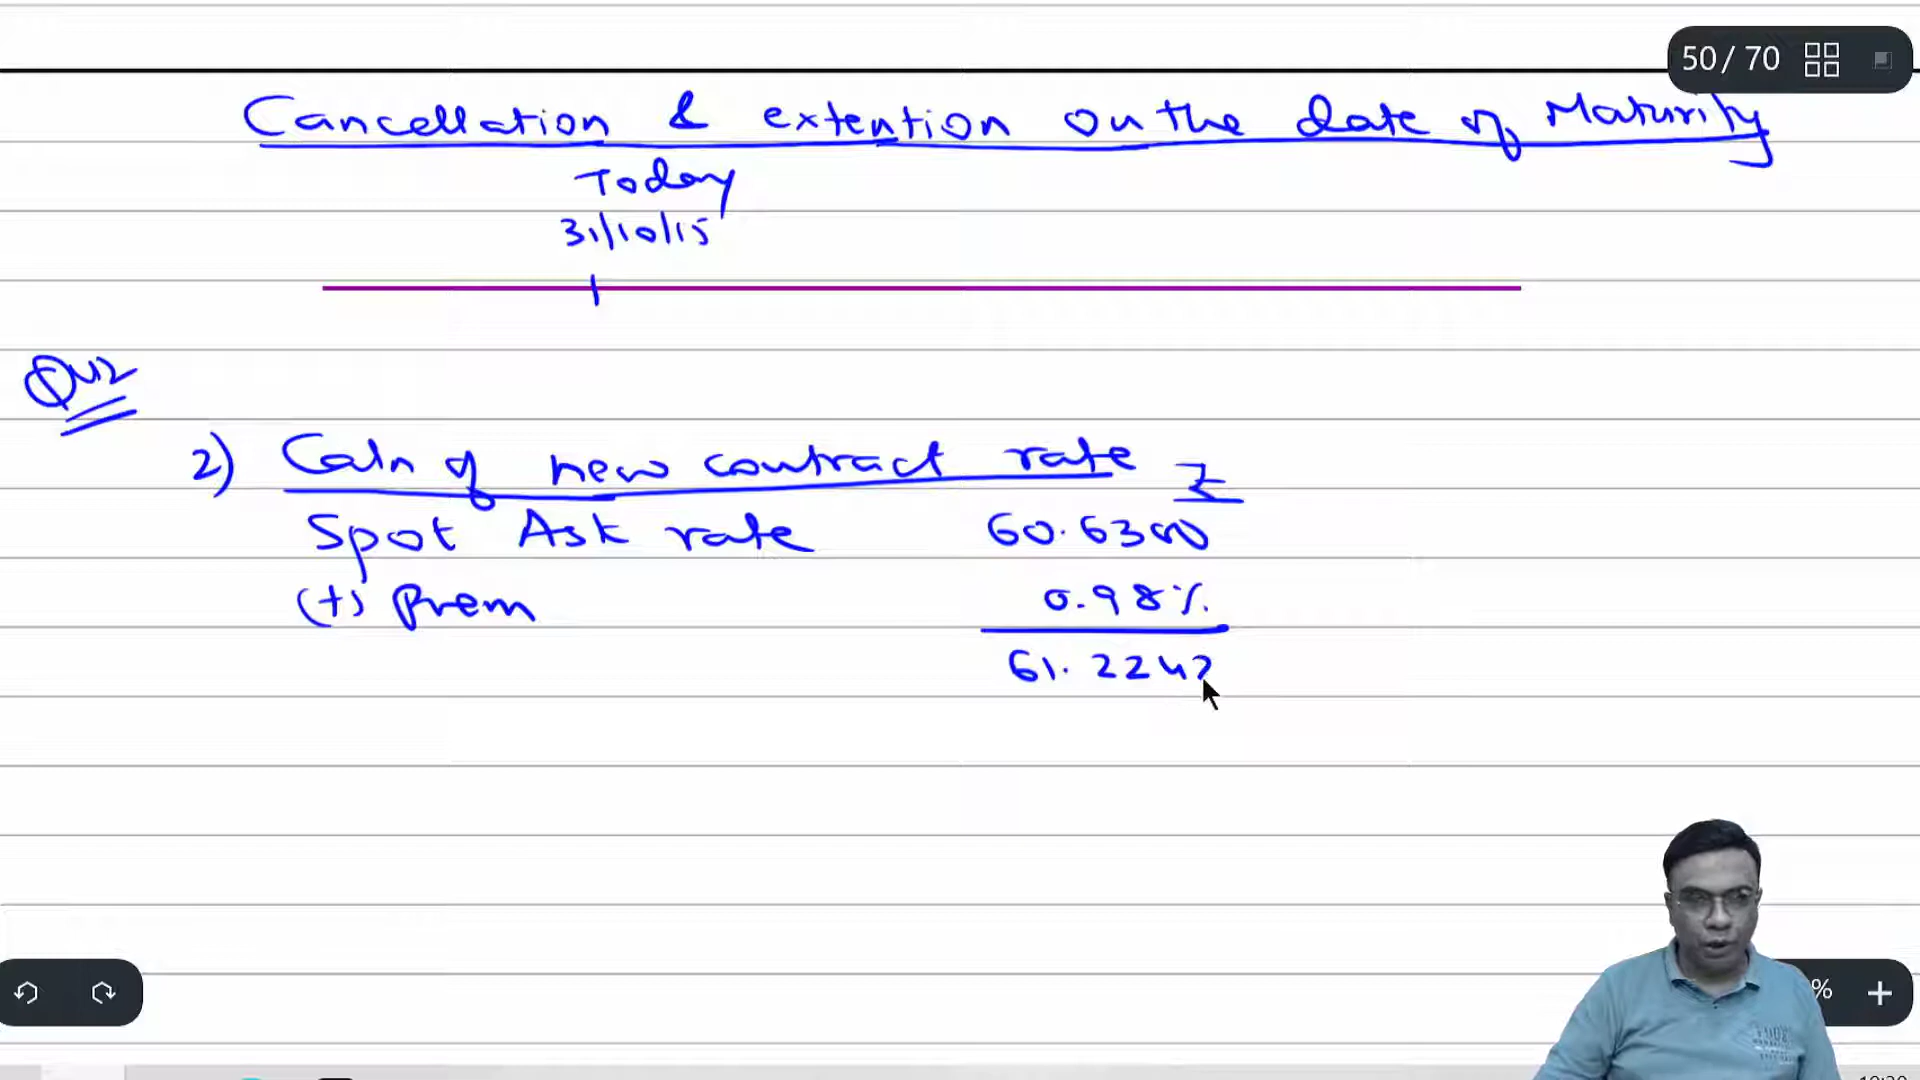 50 / 70
Cancellation & extention on the date of Maturity
Today
31/10/15
Q42
2) Caln of new contract rate ₹
Spot Ask rate 60.6300
(+) Prem 0.98%
61.2242
%